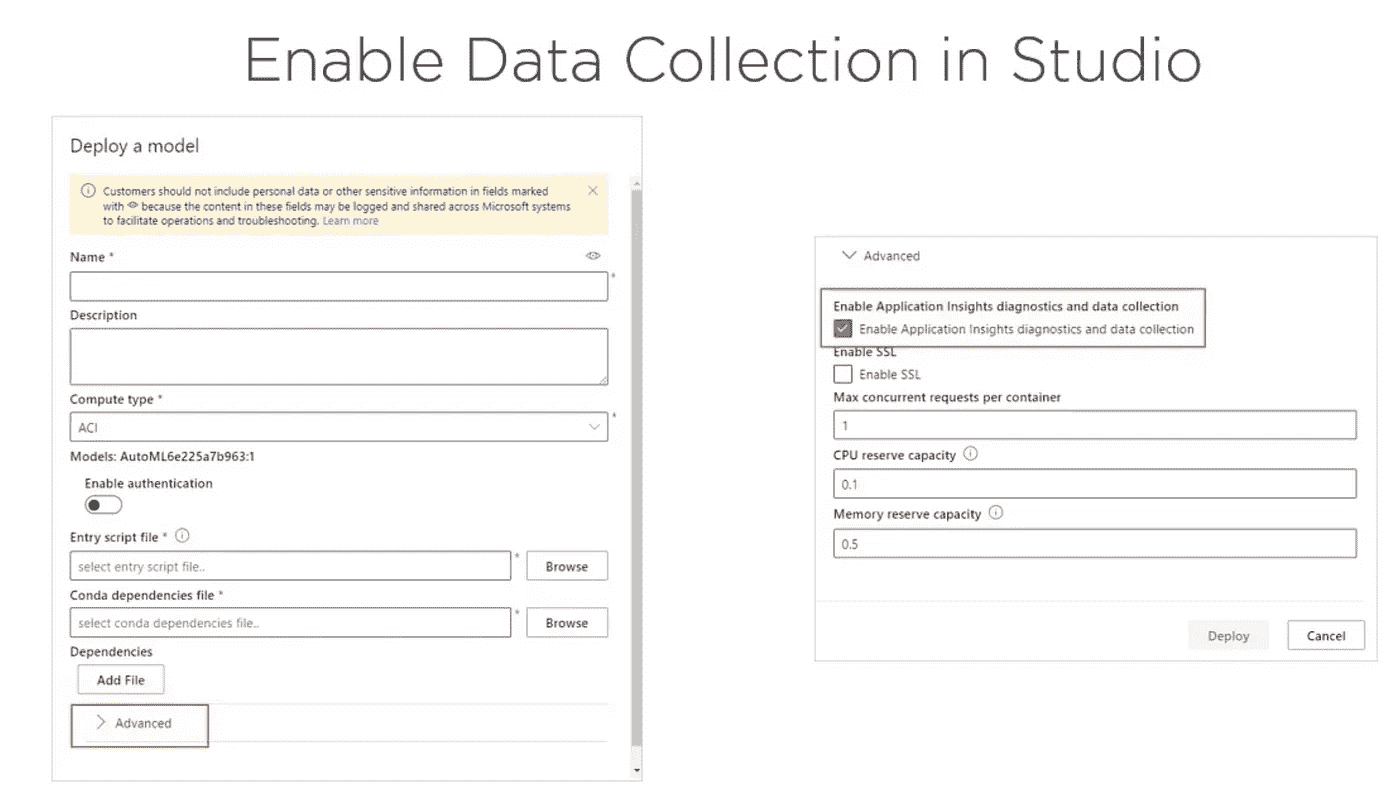 Enable Data Collection in Studio
Deploy a model
Customers should not include personal data or other sensitive information in fields marked
with because the content in these fields may be logged and shared across Microsoft systems
to facilitate operations and troubleshooting. Learn more
Name *
*
Description
Compute type *
ACI
*
Models: AutoML6e225a7b963:1
Enable authentication
Entry script file *
select entry script file..
*
Browse
Conda dependencies file *
select conda dependencies file..
*
Browse
Dependencies
Add File
Advanced
Advanced
Enable Application Insights diagnostics and data collection
Enable Application Insights diagnostics and data collection
Enable SSL
Enable SSL
Max concurrent requests per container
1
CPU reserve capacity
0.1
Memory reserve capacity
0.5
Deploy
Cancel